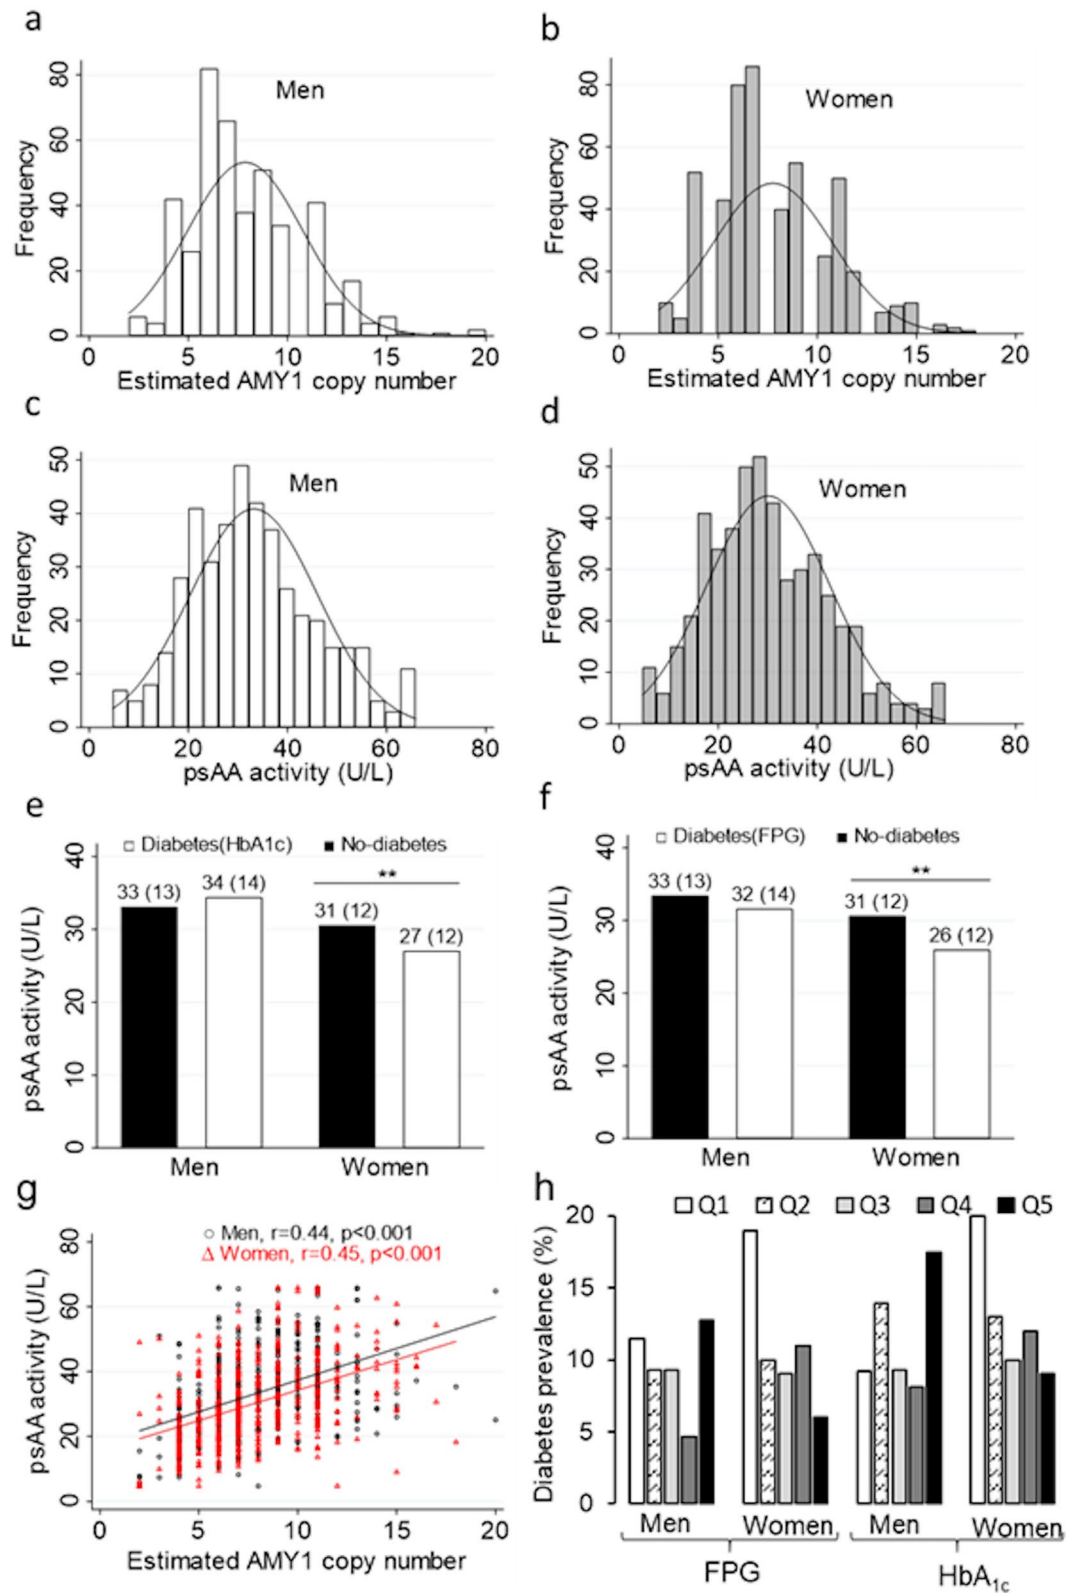 a
Men
Frequency
80
60
40
20
0
0 5 10 15 20
Estimated AMY1 copy number
b
Women
Frequency
80
60
40
20
0
0 5 10 15 20
Estimated AMY1 copy number
c
Men
Frequency
50
40
30
20
10
0
0 20 40 60 80
psAA activity (U/L)
d
Women
Frequency
50
40
30
20
10
0
0 20 40 60 80
psAA activity (U/L)
e
Diabetes(HbA1c) No-diabetes
psAA activity (U/L)
40
30
20
10
0
33 (13) 34 (14) 31 (12) 27 (12)
**
Men Women
f
Diabetes(FPG) No-diabetes
psAA activity (U/L)
40
30
20
10
0
33 (13) 32 (14) 31 (12) 26 (12)
**
Men Women
g
Men, r=0.44, p<0.001
Women, r=0.45, p<0.001
psAA activity (U/L)
80
60
40
20
0
0 5 10 15 20
Estimated AMY1 copy number
h
Q1 Q2 Q3 Q4 Q5
Diabetes prevalence (%)
20
15
10
5
0
Men Women Men Women
FPG HbA1c